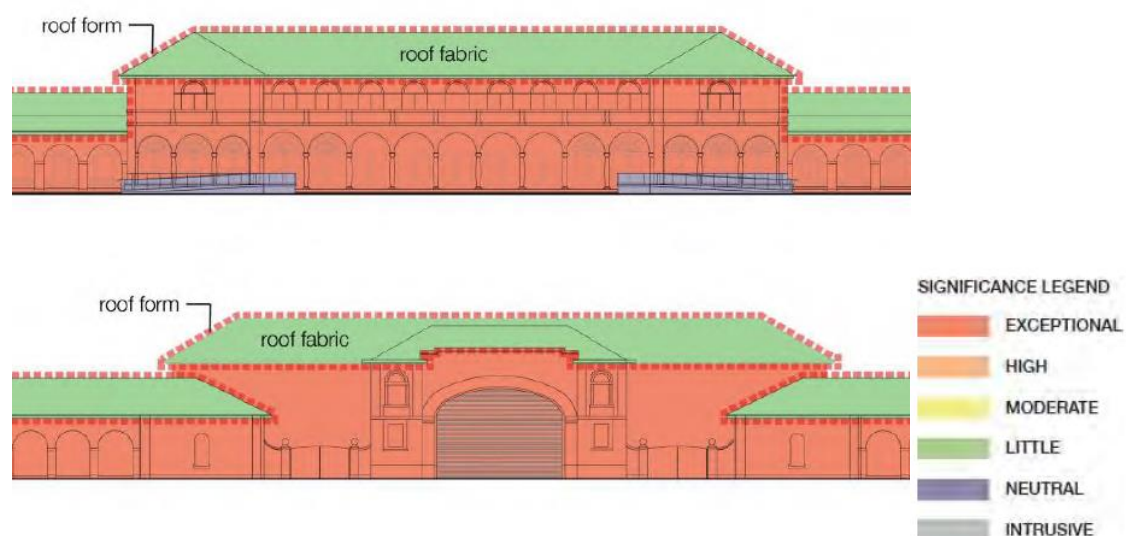 roof form
roof fabric
roof form
roof fabric
SIGNIFICANCE LEGEND
EXCEPTIONAL
HIGH
MODERATE
LITTLE
NEUTRAL
INTRUSIVE